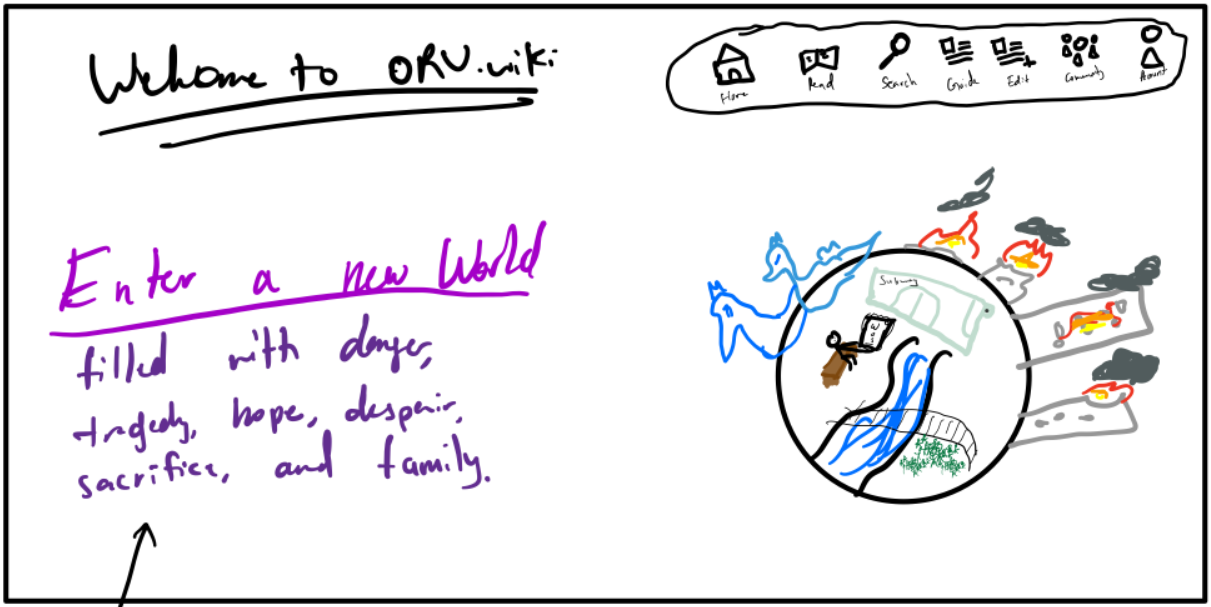 Welcome to ORV.wiki
Home Read Search Guide Edit Community Account
Enter a new World
filled with danger,
tragedy, hope, despair,
sacrifice, and family.
Subway